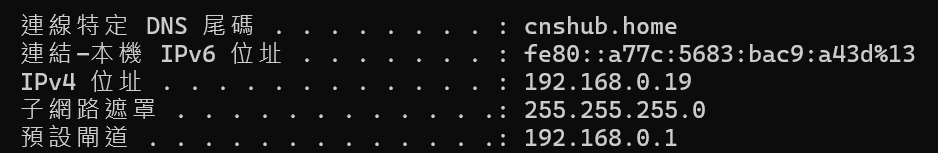 連線特定 DNS 尾碼 . . . . . . . . : cnshub.home
連結-本機 IPv6 位址 . . . . . . . . : fe80::a77c:5683:bac9:a43d%13
IPv4 位址 . . . . . . . . . . . . . : 192.168.0.19
子網路遮罩 . . . . . . . . . . . .: 255.255.255.0
預設閘道 . . . . . . . . . . . . .: 192.168.0.1